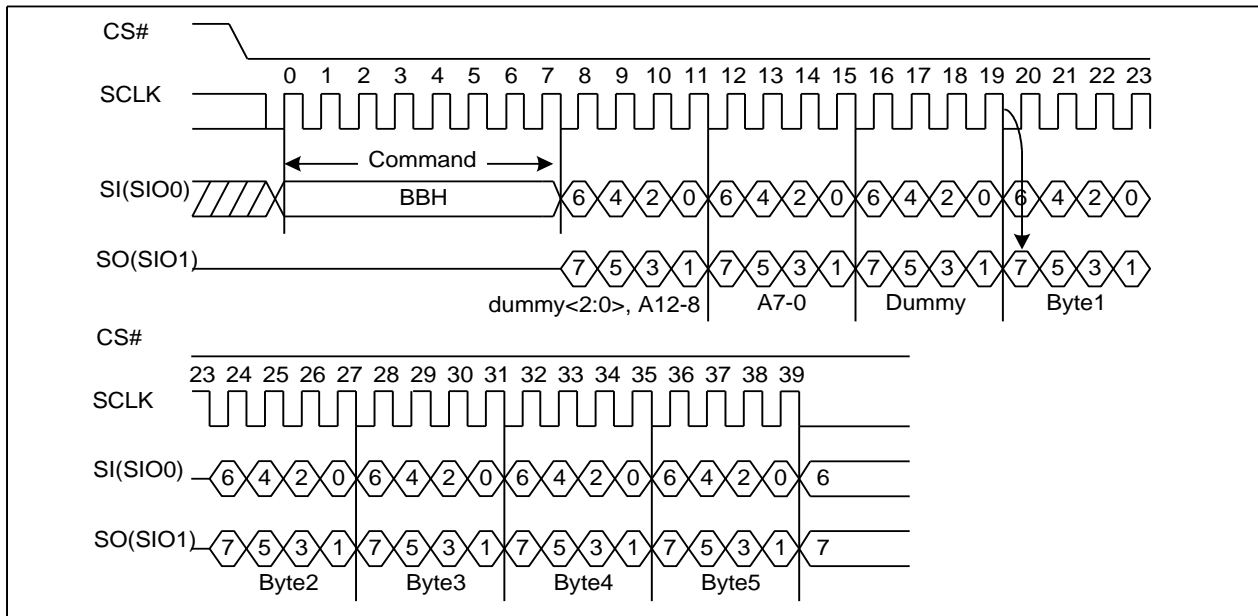 CS#
0 1 2 3 4 5 6 7 8 9 10 11 12 13 14 15 16 17 18 19 20 21 22 23
SCLK
Command
SI(SIO0) BBH 6 4 2 0 6 4 2 0 6 4 2 0 6 4 2 0
SO(SIO1) 7 5 3 1 7 5 3 1 7 5 3 1 7 5 3 1
dummy<2:0>, A12-8 A7-0 Dummy Byte1
CS#
23 24 25 26 27 28 29 30 31 32 33 34 35 36 37 38 39
SCLK
SI(SIO0) 6 4 2 0 6 4 2 0 6 4 2 0 6 4 2 0 6
SO(SIO1) 7 5 3 1 7 5 3 1 7 5 3 1 7 5 3 1 7
Byte2 Byte3 Byte4 Byte5